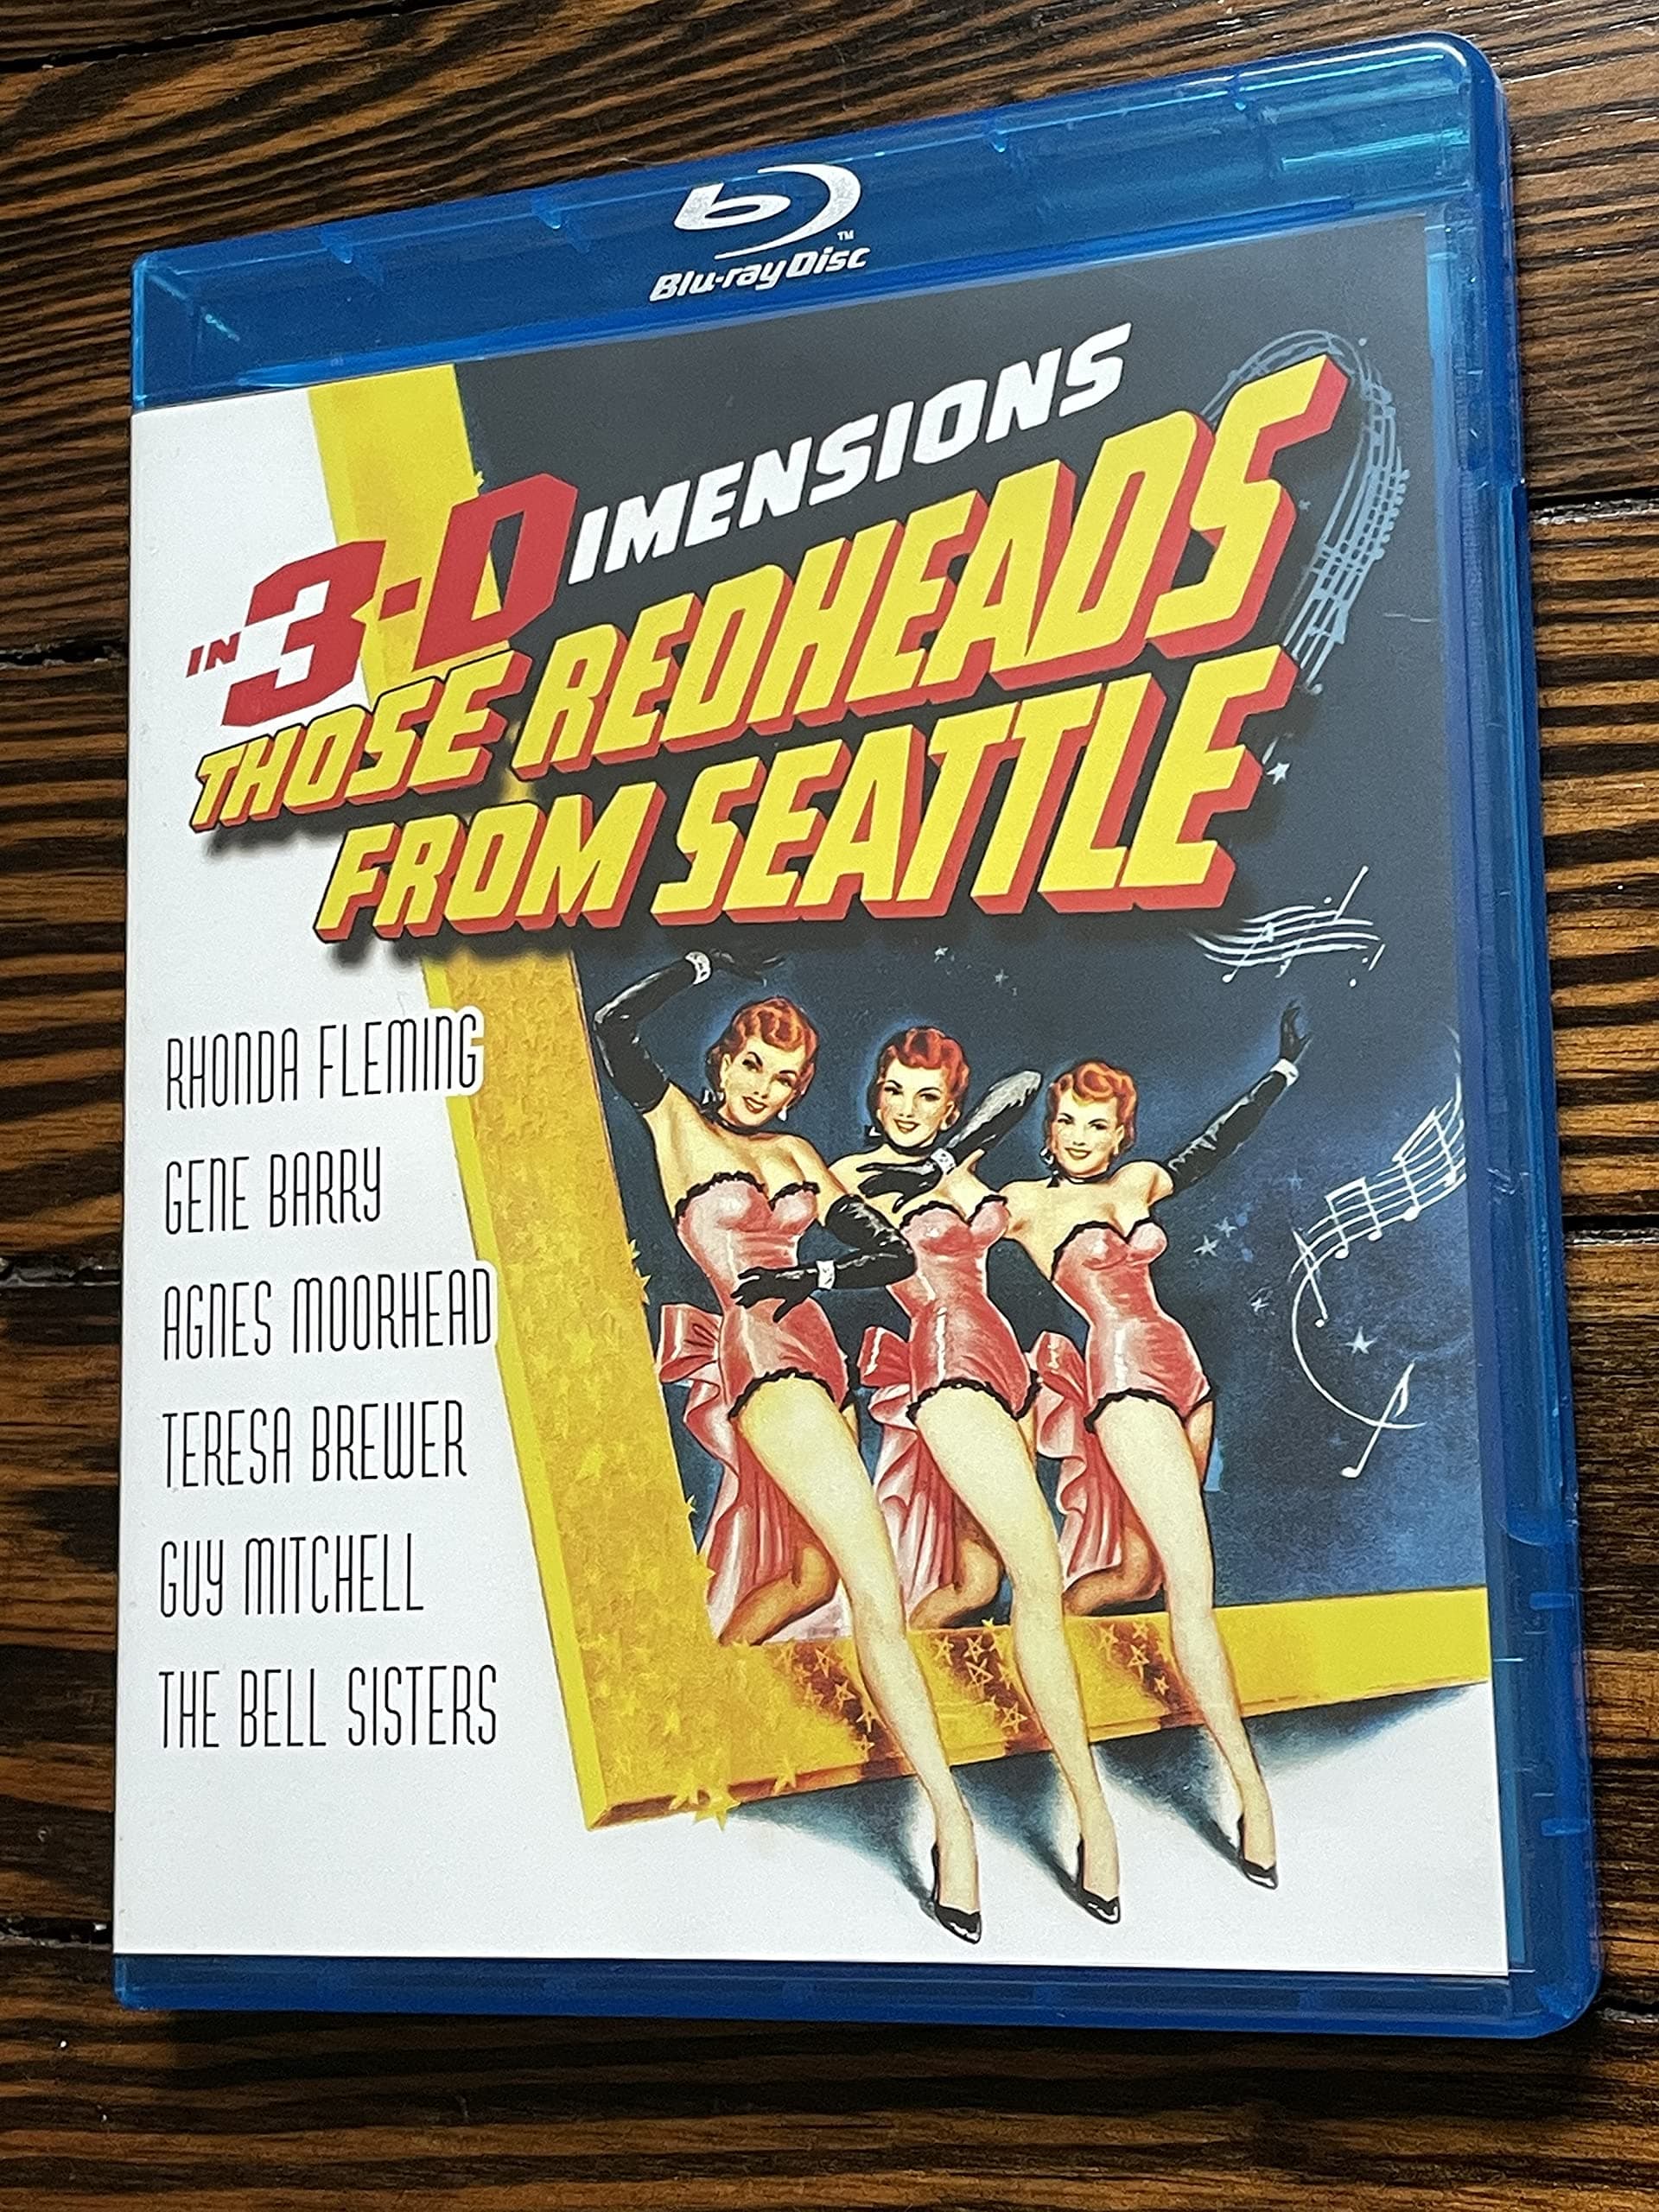 Blu-ray Disc™
IN 3-DIMENSIONS
THOSE REDHEADS
FROM SEATTLE
RHONDA FLEMING
GENE BARRY
AGNES MOORHEAD
TERESA BREWER
GUY MITCHELL
THE BELL SISTERS